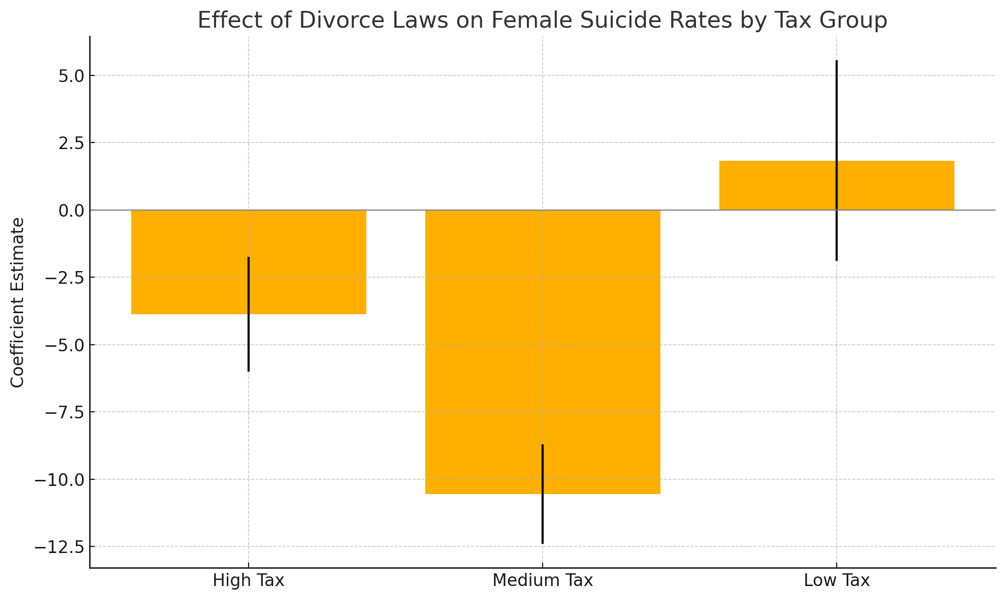 Effect of Divorce Laws on Female Suicide Rates by Tax Group
Coefficient Estimate
5.0
2.5
0.0
−2.5
−5.0
−7.5
−10.0
−12.5
High Tax
Medium Tax
Low Tax